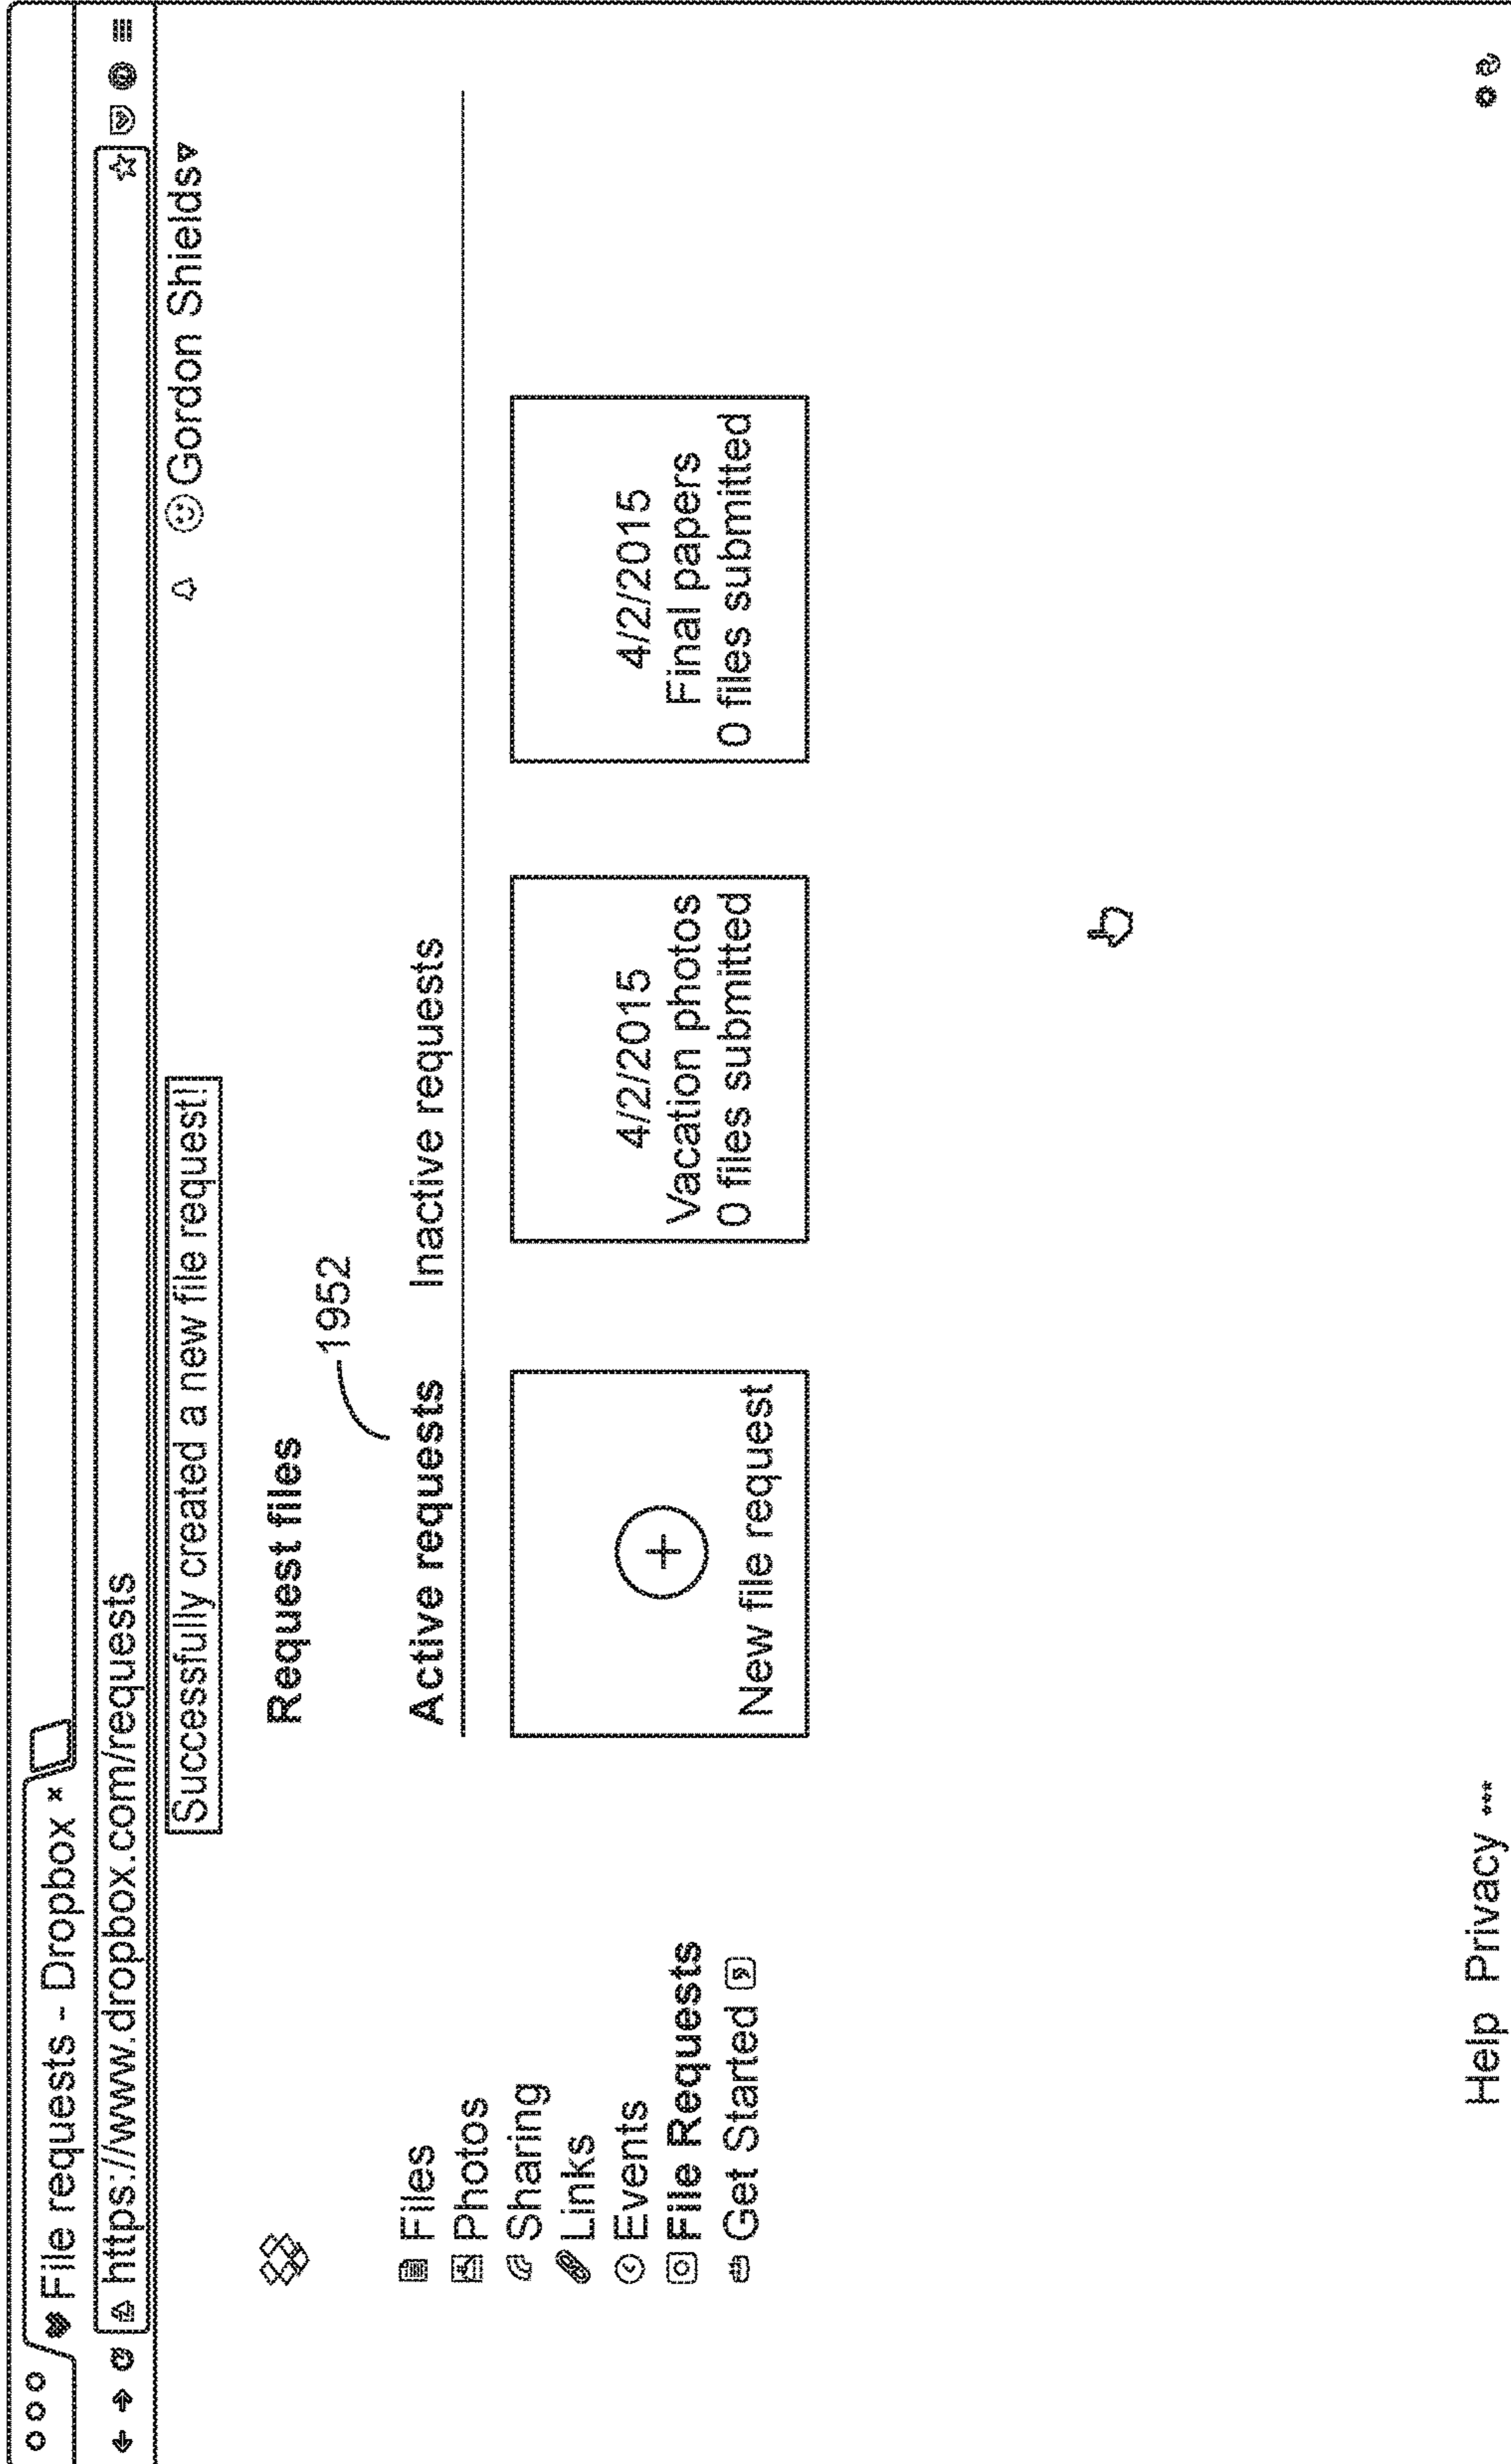 File requests - Dropbox ×
https://www.dropbox.com/requests
Successfully created a new file request!
Gordon Shields
Request files
1952
Active requests Inactive requests
Files
Photos
Sharing
Links
Events
File Requests
Get Started
New file request
4/2/2015
Vacation photos
0 files submitted
4/2/2015
Final papers
0 files submitted
Help Privacy •••